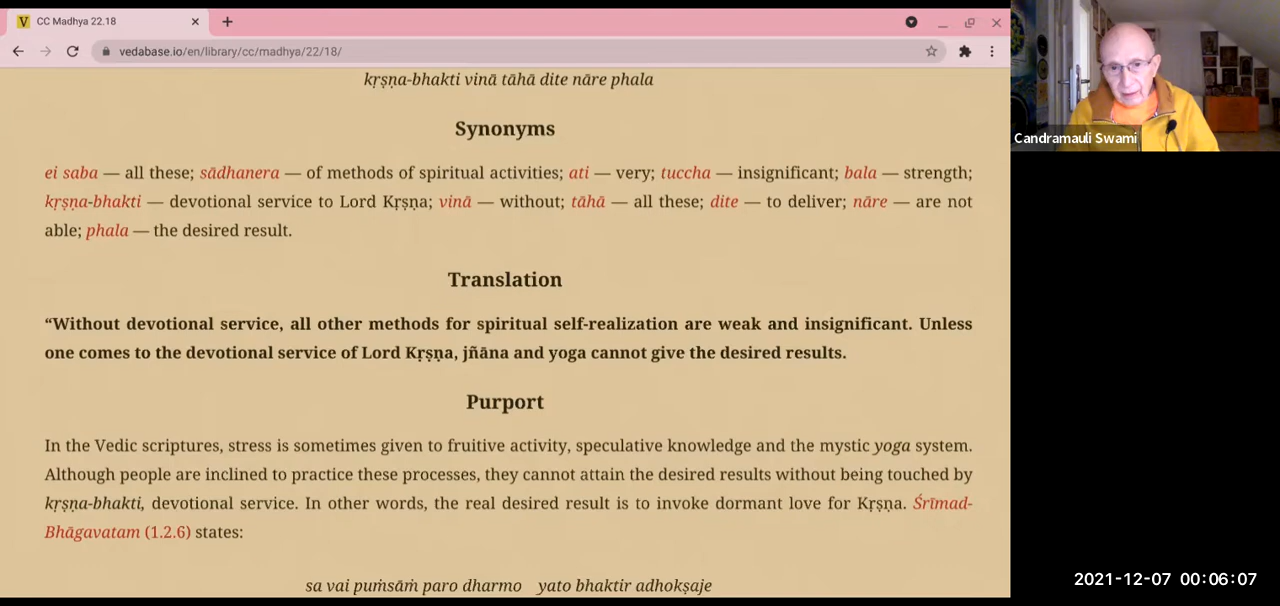 V CC Madhya 22.18
vedabase.io/en/library/cc/madhya/22/18/
kṛṣṇa-bhakti vinā tāhā dite nāre phala
Synonyms
ei saba — all these; sādhanera — of methods of spiritual activities; ati — very; tuccha — insignificant; bala — strength;
kṛṣṇa-bhakti — devotional service to Lord Kṛṣṇa; vinā — without; tāhā — all these; dite — to deliver; nāre — are not
able; phala — the desired result.
Translation
“Without devotional service, all other methods for spiritual self-realization are weak and insignificant. Unless
one comes to the devotional service of Lord Kṛṣṇa, jñāna and yoga cannot give the desired results.
Purport
In the Vedic scriptures, stress is sometimes given to fruitive activity, speculative knowledge and the mystic yoga system.
Although people are inclined to practice these processes, they cannot attain the desired results without being touched by
kṛṣṇa-bhakti, devotional service. In other words, the real desired result is to invoke dormant love for Kṛṣṇa. Śrīmad-
Bhāgavatam (1.2.6) states:
sa vai puṁsāṁ paro dharmo yato bhaktir adhokṣaje
Candramauli Swami
2021-12-07 00:06:07